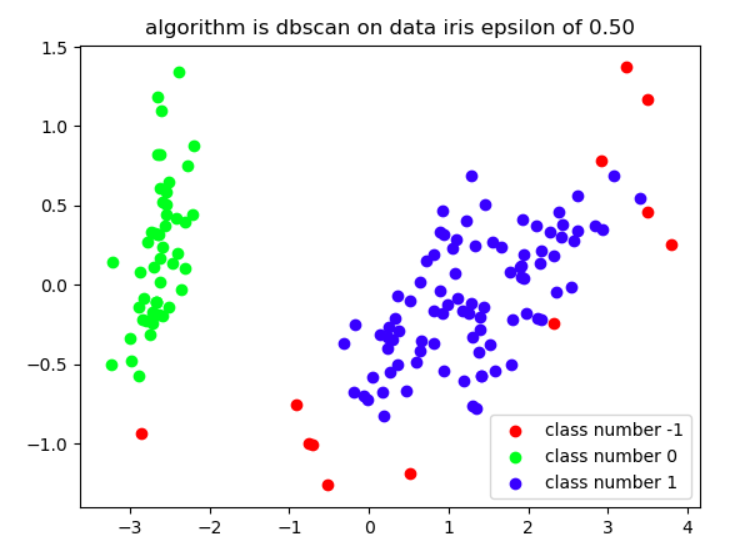 algorithm is dbscan on data iris epsilon of 0.50
1.5
1.0
0.5
0.0
−0.5
−1.0
class number -1
class number 0
class number 1
−3 −2 −1 0 1 2 3 4